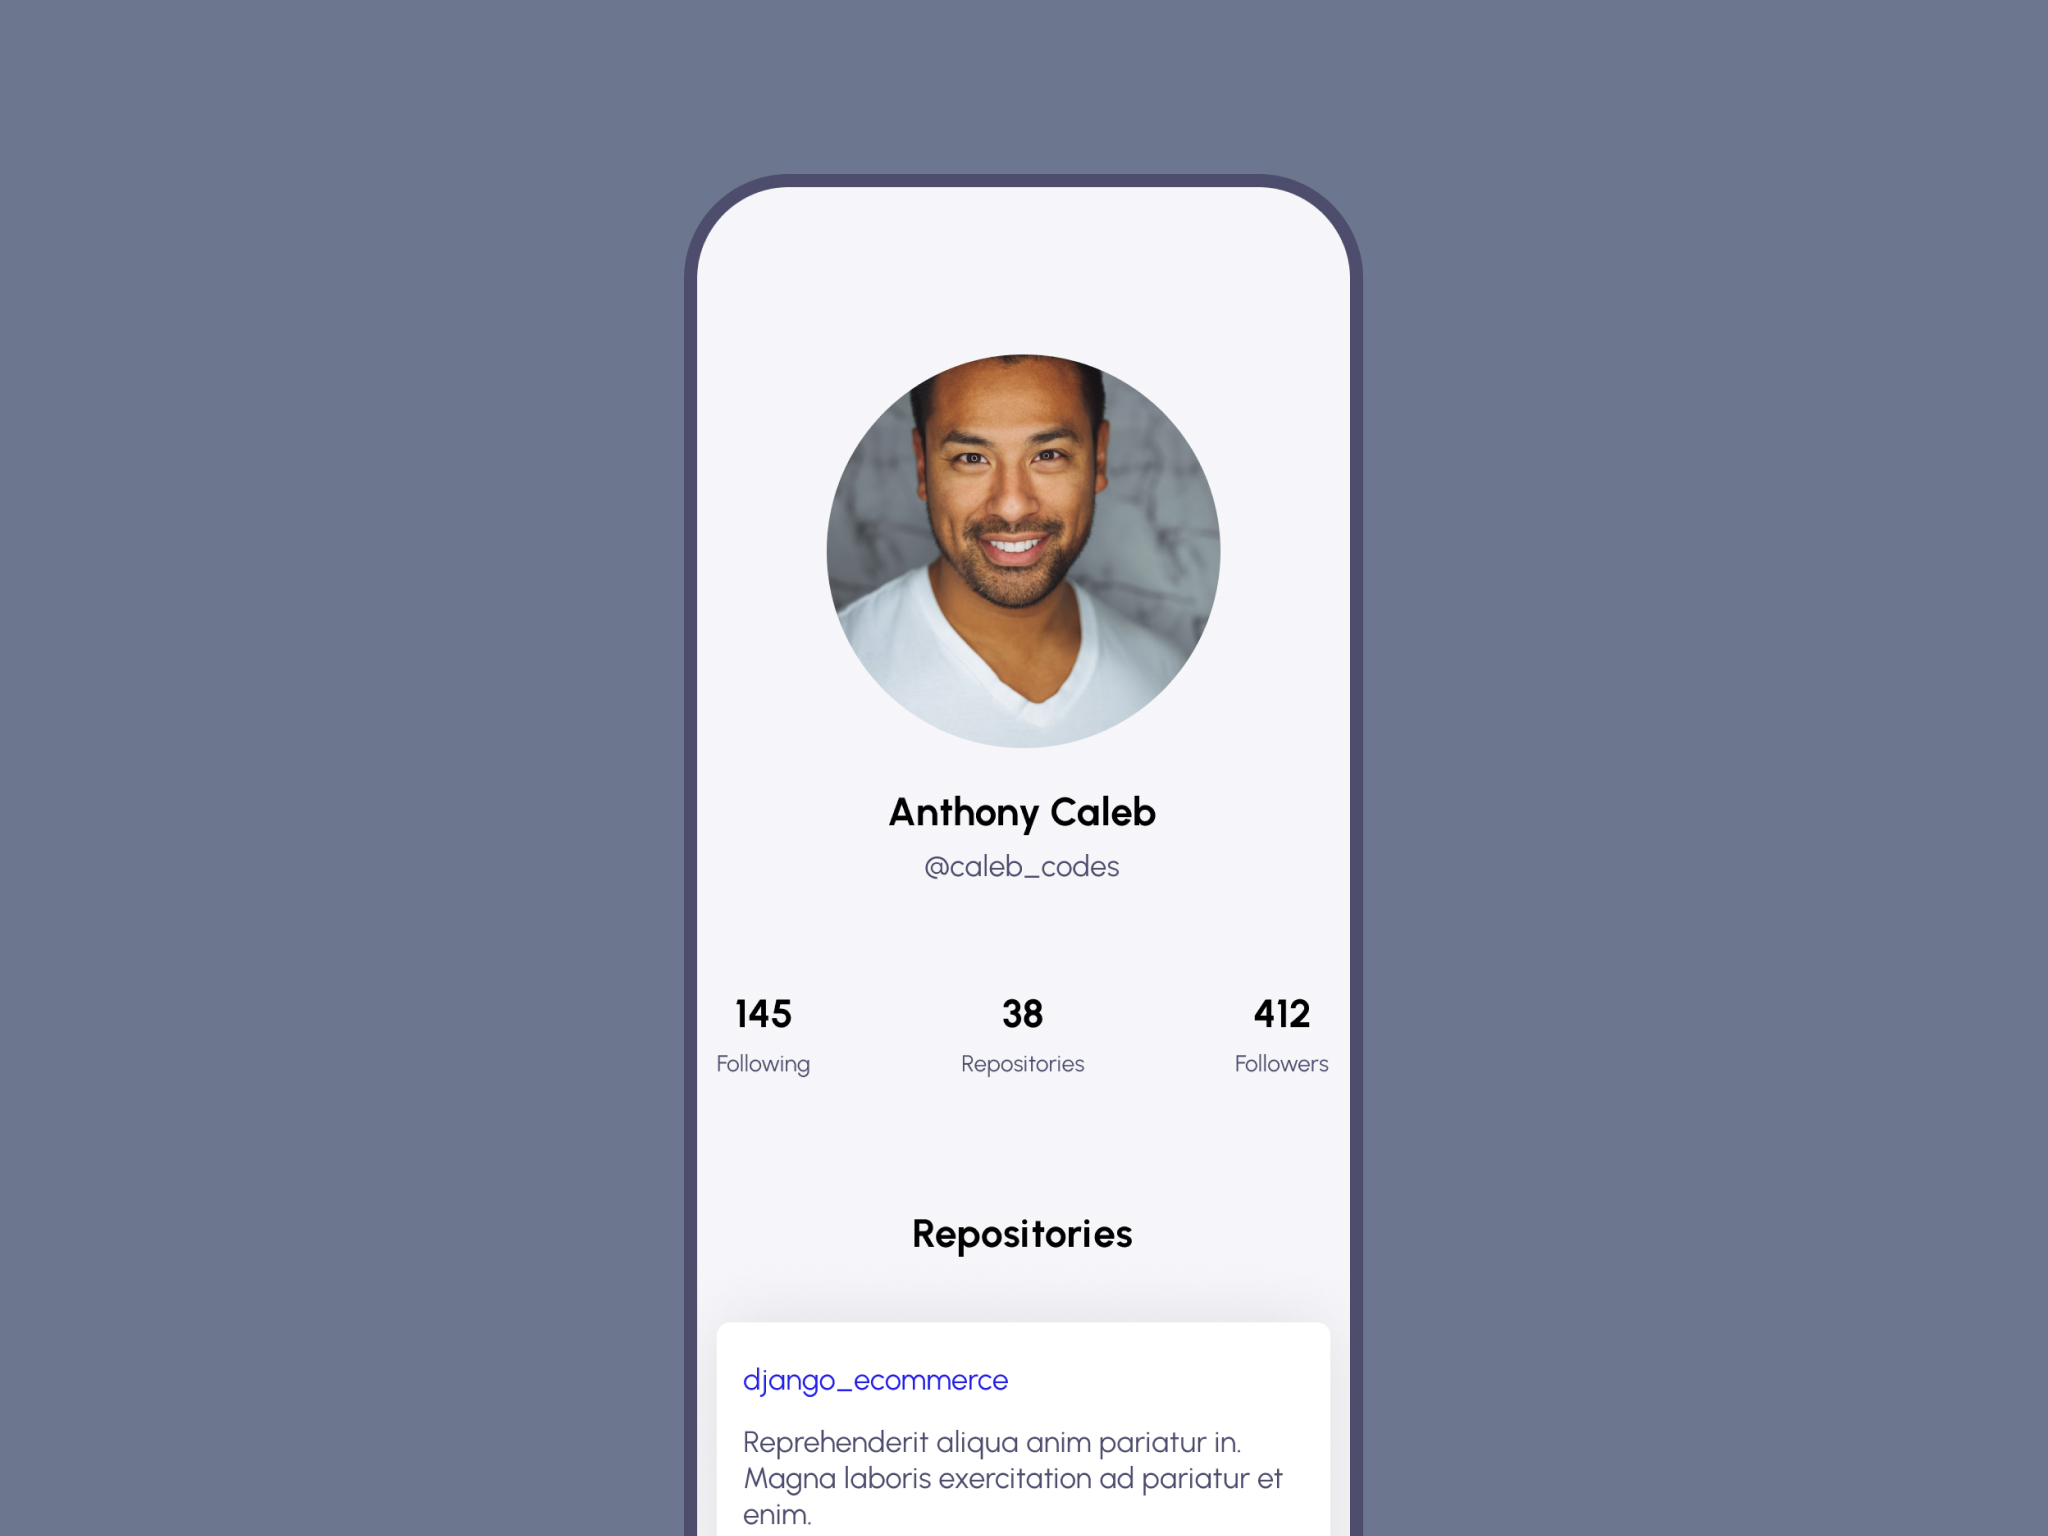 Anthony Caleb
@caleb_codes
145 38 412
Following Repositories Followers
Repositories
django_ecommerce
Reprehenderit aliqua anim pariatur in.
Magna laboris exercitation ad pariatur et
enim.